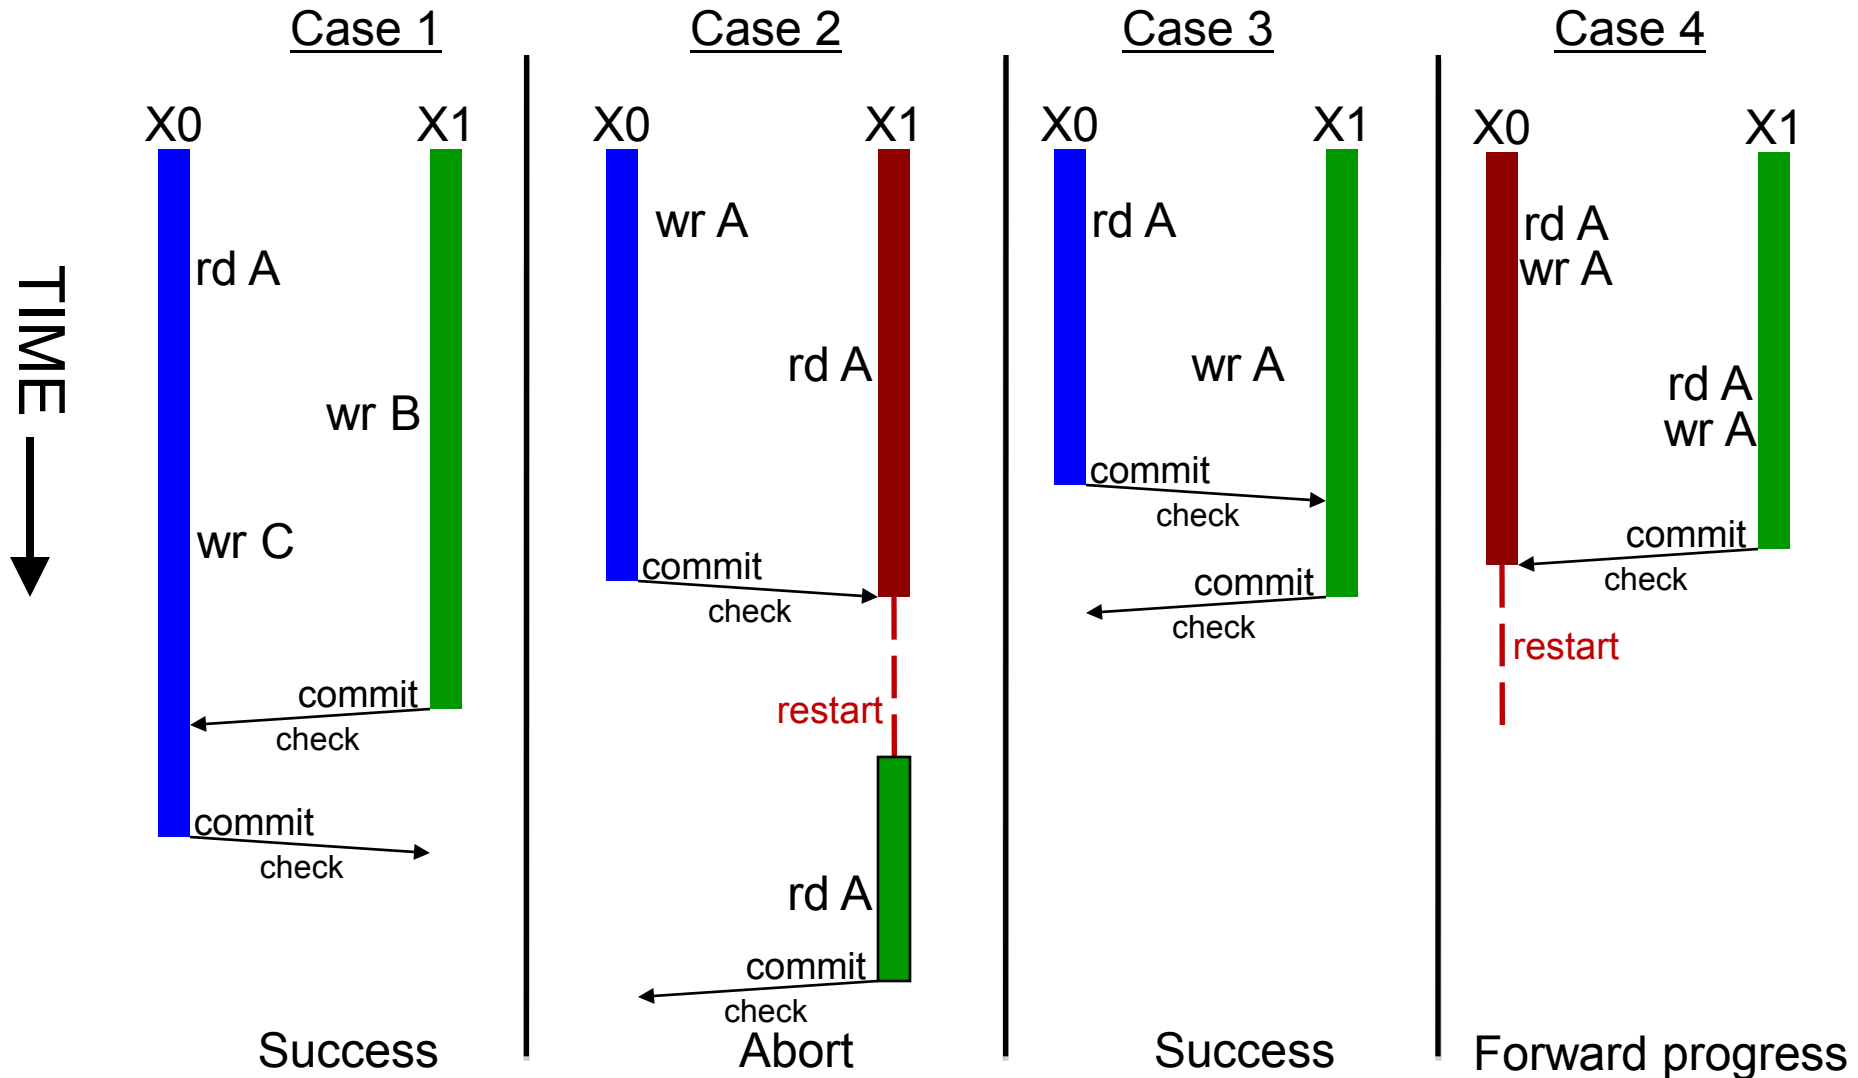 Case 1
Case 2
Case 3
Case 4
TIME
X0
X1
rd A
wr B
wr C
commit
check
commit
check
Success
X0
X1
wr A
rd A
commit
check
restart
rd A
commit
check
Abort
X0
X1
rd A
wr A
commit
check
commit
check
Success
X0
X1
rd A
wr A
rd A
wr A
commit
check
restart
Forward progress